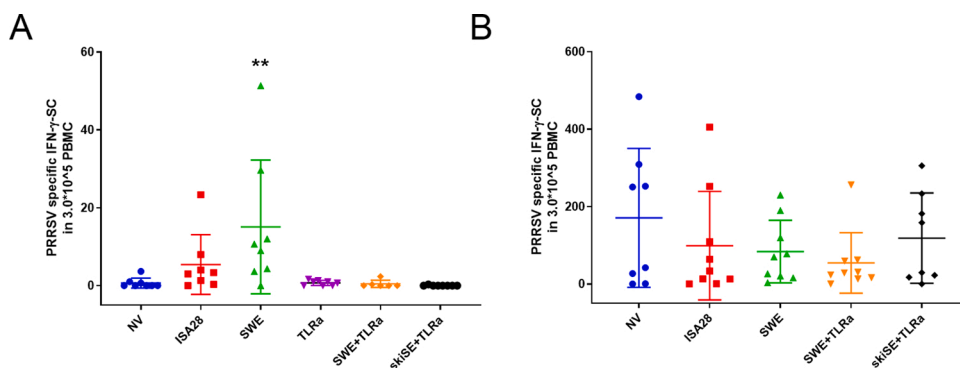 A
PRRSV specific IFN-γ-SC
in 3.0*10^5 PBMC
60
40
20
0
**
NV
ISA28
SWE
TLRa
SWE+TLRa
skiSE+TLRa
B
PRRSV specific IFN-γ-SC
in 3.0*10^5 PBMC
600
400
200
0
NV
ISA28
SWE
SWE+TLRa
skiSE+TLRa